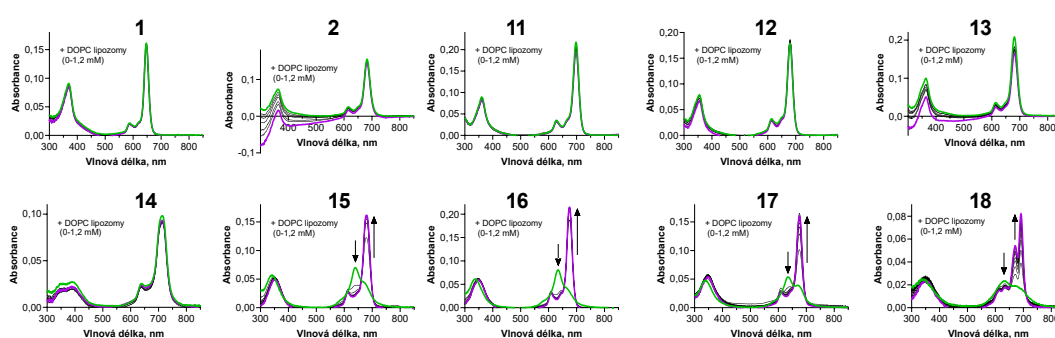 1
Absorbance
0,15
0,10
0,05
0,00
+ DOPC lipozomy
(0-1,2 mM)
300 400 500 600 700 800
Vlnová délka, nm
2
Absorbance
0,1
0,0
-0,1
+ DOPC lipozomy
(0-1,2 mM)
400 500 600 700 800
Vlnová délka, nm
11
Absorbance
0,20
0,15
0,10
0,05
0,00
+ DOPC lipozomy
(0-1,2 mM)
300 400 500 600 700 800
Vlnová délka, nm
12
Absorbance
0,20
0,15
0,10
0,05
0,00
+ DOPC lipozomy
(0-1,2 mM)
300 400 500 600 700 800
Vlnová délka, nm
13
Absorbance
0,2
0,1
0,0
+ DOPC lipozomy
(0-1,2 mM)
400 500 600 700 800
Vlnová délka, nm
14
Absorbance
0,10
0,05
0,00
+ DOPC lipozomy
(0-1,2 mM)
300 400 500 600 700 800
Vlnová délka, nm
15
Absorbance
0,15
0,10
0,05
0,00
+ DOPC lipozomy
(0-1,2 mM)
300 400 500 600 700 800
Vlnová délka, nm
16
Absorbance
0,20
0,15
0,10
0,05
0,00
+ DOPC lipozomy
(0-1,2 mM)
300 400 500 600 700 800
Vlnová délka, nm
17
Absorbance
0,15
0,10
0,05
0,00
+ DOPC lipozomy
(0-1,2 mM)
300 400 500 600 700 800
Vlnová délka, nm
18
Absorbance
0,08
0,06
0,04
0,02
0,00
+ DOPC lipozomy
(0-1,2 mM)
300 400 500 600 700 800
Vlnová délka, nm